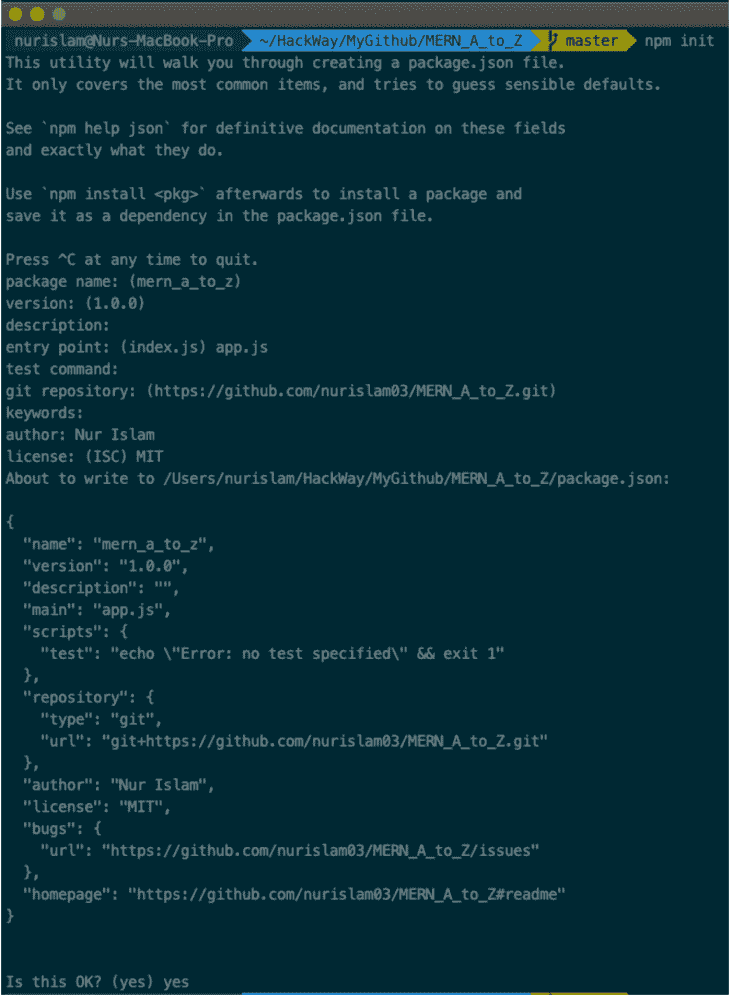 nurislam@Nurs-MacBook-Pro ~/HackWay/MyGithub/MERN_A_to_Z master npm init
This utility will walk you through creating a package.json file.
It only covers the most common items, and tries to guess sensible defaults.
See `npm help json` for definitive documentation on these fields
and exactly what they do.
Use `npm install <pkg>` afterwards to install a package and
save it as a dependency in the package.json file.
Press ^C at any time to quit.
package name: (mern_a_to_z)
version: (1.0.0)
description:
entry point: (index.js) app.js
test command:
git repository: (https://github.com/nurislam03/MERN_A_to_Z.git)
keywords:
author: Nur Islam
license: (ISC) MIT
About to write to /Users/nurislam/HackWay/MyGithub/MERN_A_to_Z/package.json:
{
  "name": "mern_a_to_z",
  "version": "1.0.0",
  "description": "",
  "main": "app.js",
  "scripts": {
    "test": "echo \"Error: no test specified\" && exit 1"
  },
  "repository": {
    "type": "git",
    "url": "git+https://github.com/nurislam03/MERN_A_to_Z.git"
  },
  "author": "Nur Islam",
  "license": "MIT",
  "bugs": {
    "url": "https://github.com/nurislam03/MERN_A_to_Z/issues"
  },
  "homepage": "https://github.com/nurislam03/MERN_A_to_Z#readme"
}
Is this OK? (yes) yes